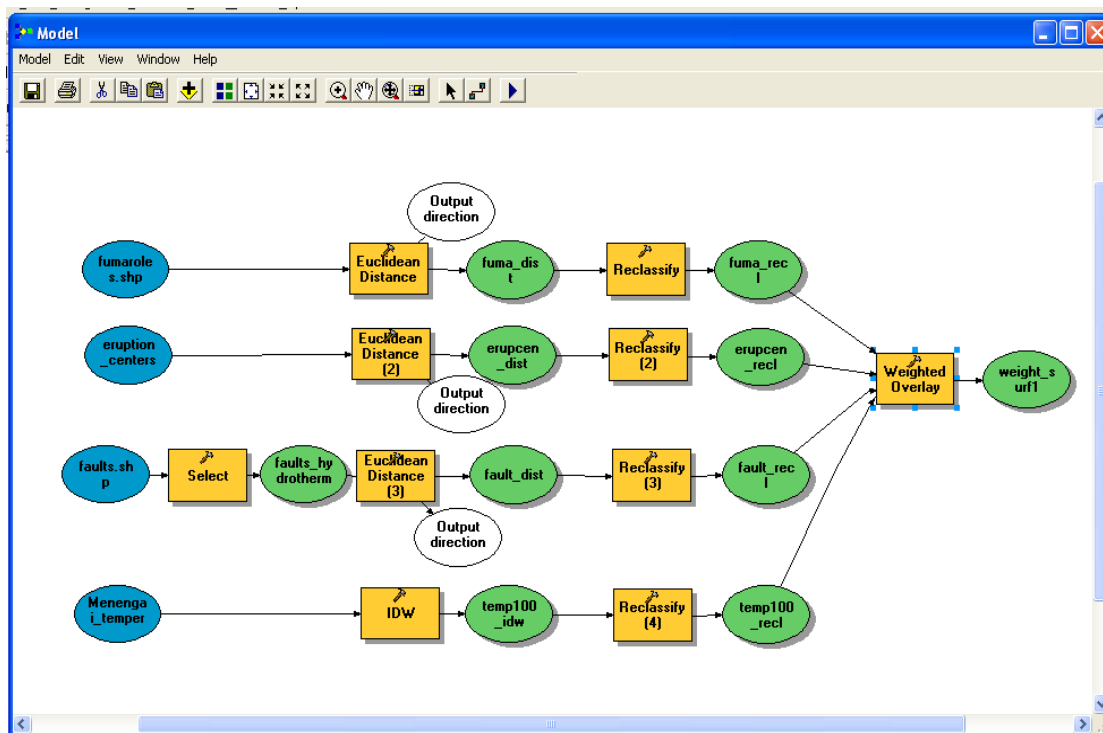 Model
Model Edit View Window Help
Output
direction
fumarole
s.shp
Euclidean
Distance
fuma_dis
t
Reclassify
fuma_rec
l
eruption
_centers
Euclidean
Distance
(2)
erupcen
_dist
Reclassify
(2)
erupcen
_recl
Weighted
Overlay
weight_s
urf1
Output
direction
faults.sh
p
Select
faults_hy
drotherm
Euclidean
Distance
(3)
fault_dist
Reclassify
(3)
fault_rec
l
Output
direction
Menenga
i_temper
IDW
temp100
_idw
Reclassify
(4)
temp100
_recl